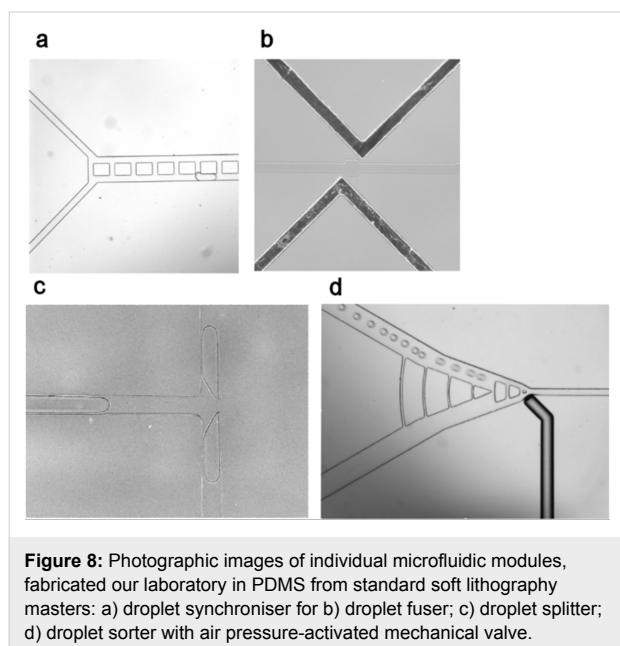 a
b
c
d
Figure 8: Photographic images of individual microfluidic modules,
fabricated our laboratory in PDMS from standard soft lithography
masters: a) droplet synchroniser for b) droplet fuser; c) droplet splitter;
d) droplet sorter with air pressure-activated mechanical valve.